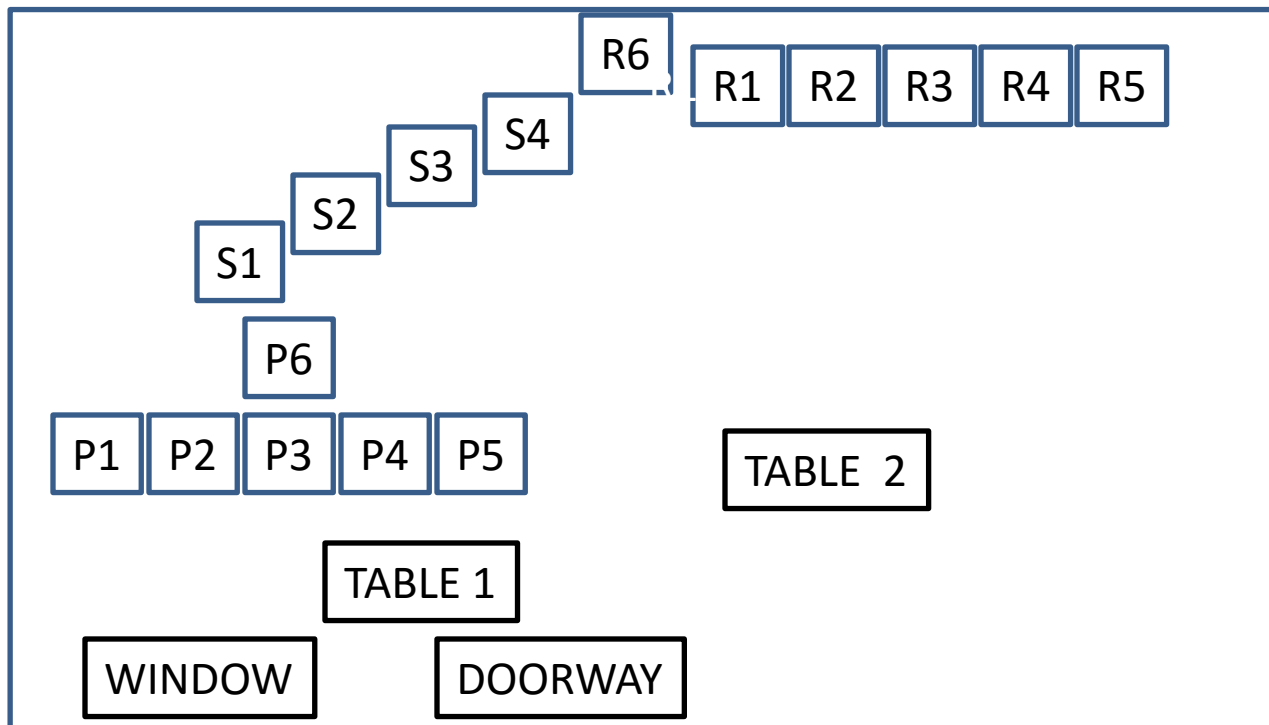 R6
R1 R2 R3 R4 R5
S4
S3
S2
S1
P6
P1 P2 P3 P4 P5
TABLE 2
TABLE 1
WINDOW DOORWAY